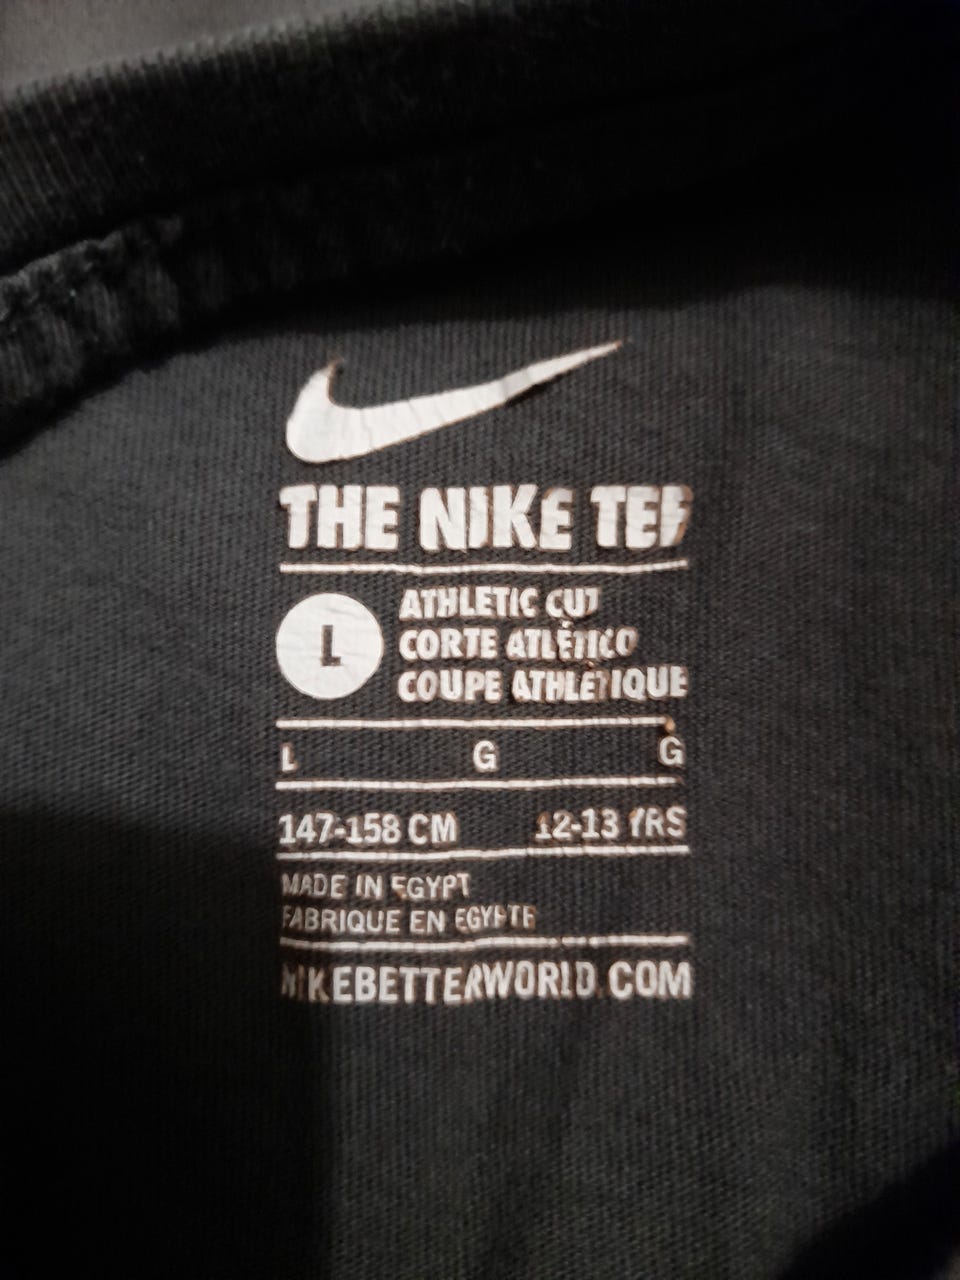 THE NIKE TEE
L
ATHLETIC CUT
CORTE ATLÉTICO
COUPE ATHLÉTIQUE
L G G
147-158 CM 12-13 YRS
MADE IN EGYPT
FABRIQUE EN EGYPTE
NIKEBETTERWORLD.COM